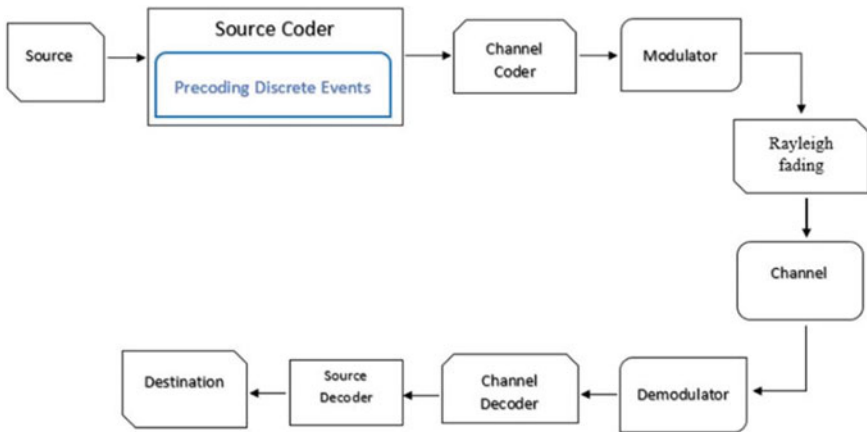 Source
Source Coder
Precoding Discrete Events
Channel
Coder
Modulator
Rayleigh
fading
Channel
Demodulator
Channel
Decoder
Source
Decoder
Destination